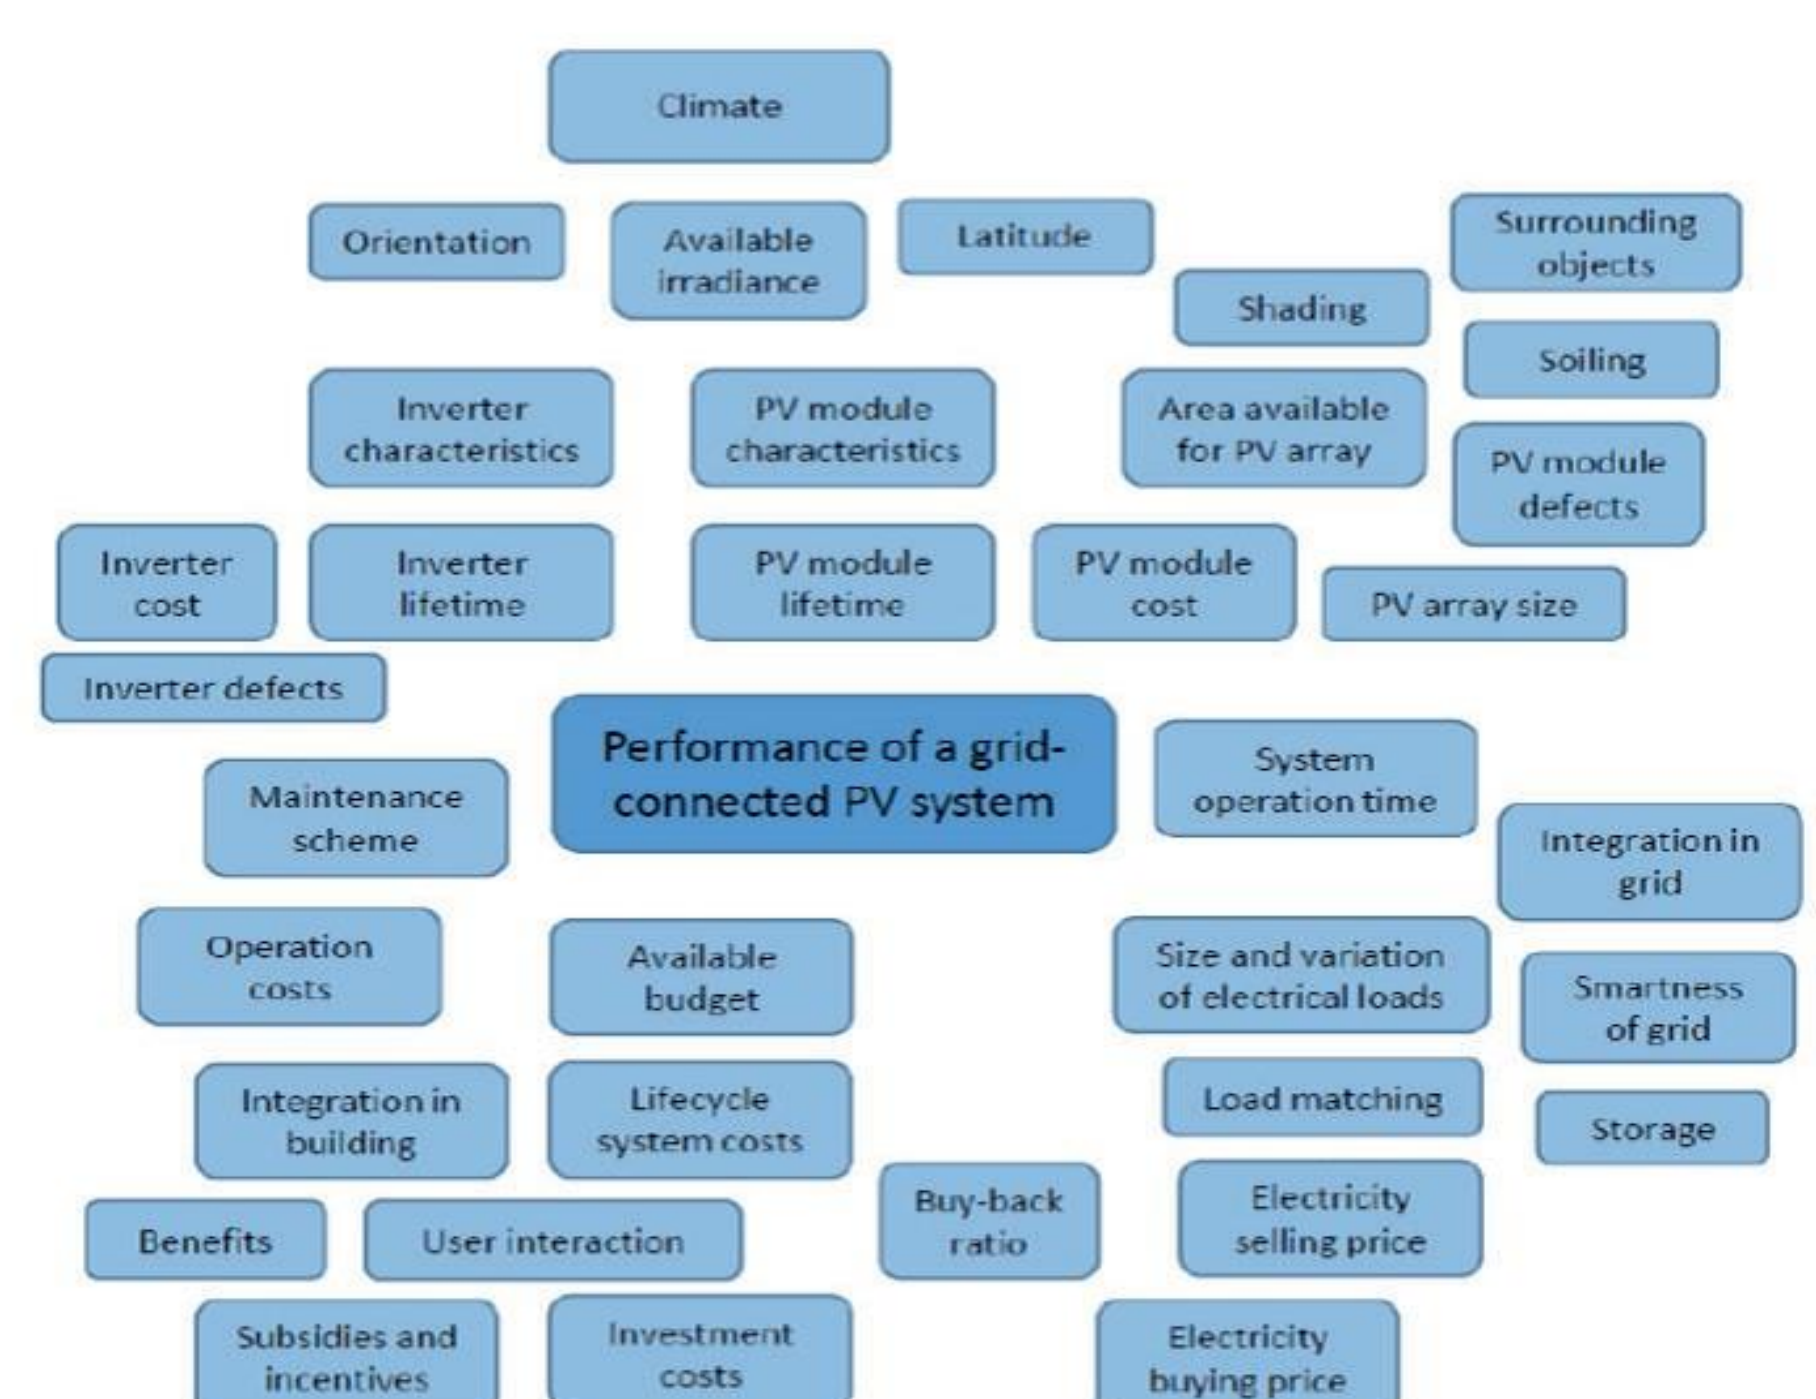 Climate
Orientation
Available
irradiance
Latitude
Surrounding
objects
Shading
Soiling
Inverter
characteristics
PV module
characteristics
Area available
for PV array
PV module
defects
Inverter
cost
Inverter
lifetime
PV module
lifetime
PV module
cost
PV array size
Inverter defects
Performance of a grid-
connected PV system
System
operation time
Maintenance
scheme
Integration in
grid
Operation
costs
Available
budget
Size and variation
of electrical loads
Smartness
of grid
Integration in
building
Lifecycle
system costs
Load matching
Storage
Benefits
User interaction
Buy-back
ratio
Electricity
selling price
Subsidies and
incentives
Investment
costs
Electricity
buying price